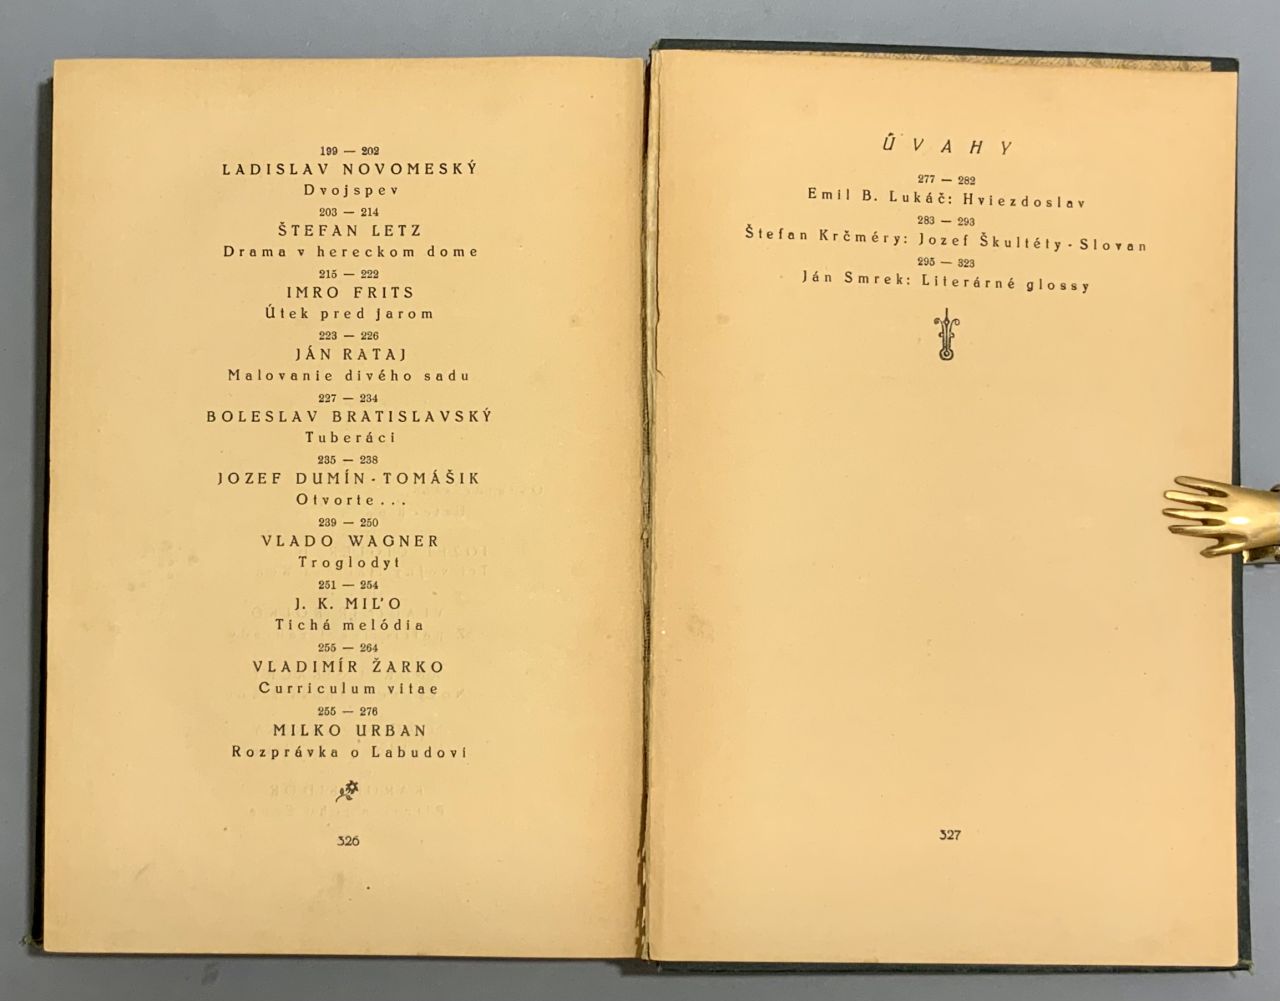 199 — 202
LADISLAV NOVOMESKÝ
Dvojspev
203 — 214
ŠTEFAN LETZ
Drama v hereckom dome
215 — 222
IMRO FRITS
Útek pred jarom
223 — 226
JÁN RATAJ
Malovanie divého sadu
227 — 234
BOLESLAV BRATISLAVSKÝ
Tuberáci
235 — 238
JOZEF DUMÍN-TOMÁŠIK
Otvorte...
239 — 250
VLADO WAGNER
Troglodyt
251 — 254
J. K. MIĽO
Tichá melódia
255 — 264
VLADIMÍR ŽARKO
Curriculum vitae
255 — 276
MILKO URBAN
Rozprávka o Labudovi
326
ÚVAHY
277 — 282
Emil B. Lukáč: Hviezdoslav
283 — 293
Štefan Krčméry: Jozef Škultéty-Slovan
295 — 323
Ján Smrek: Literárné glossy
327